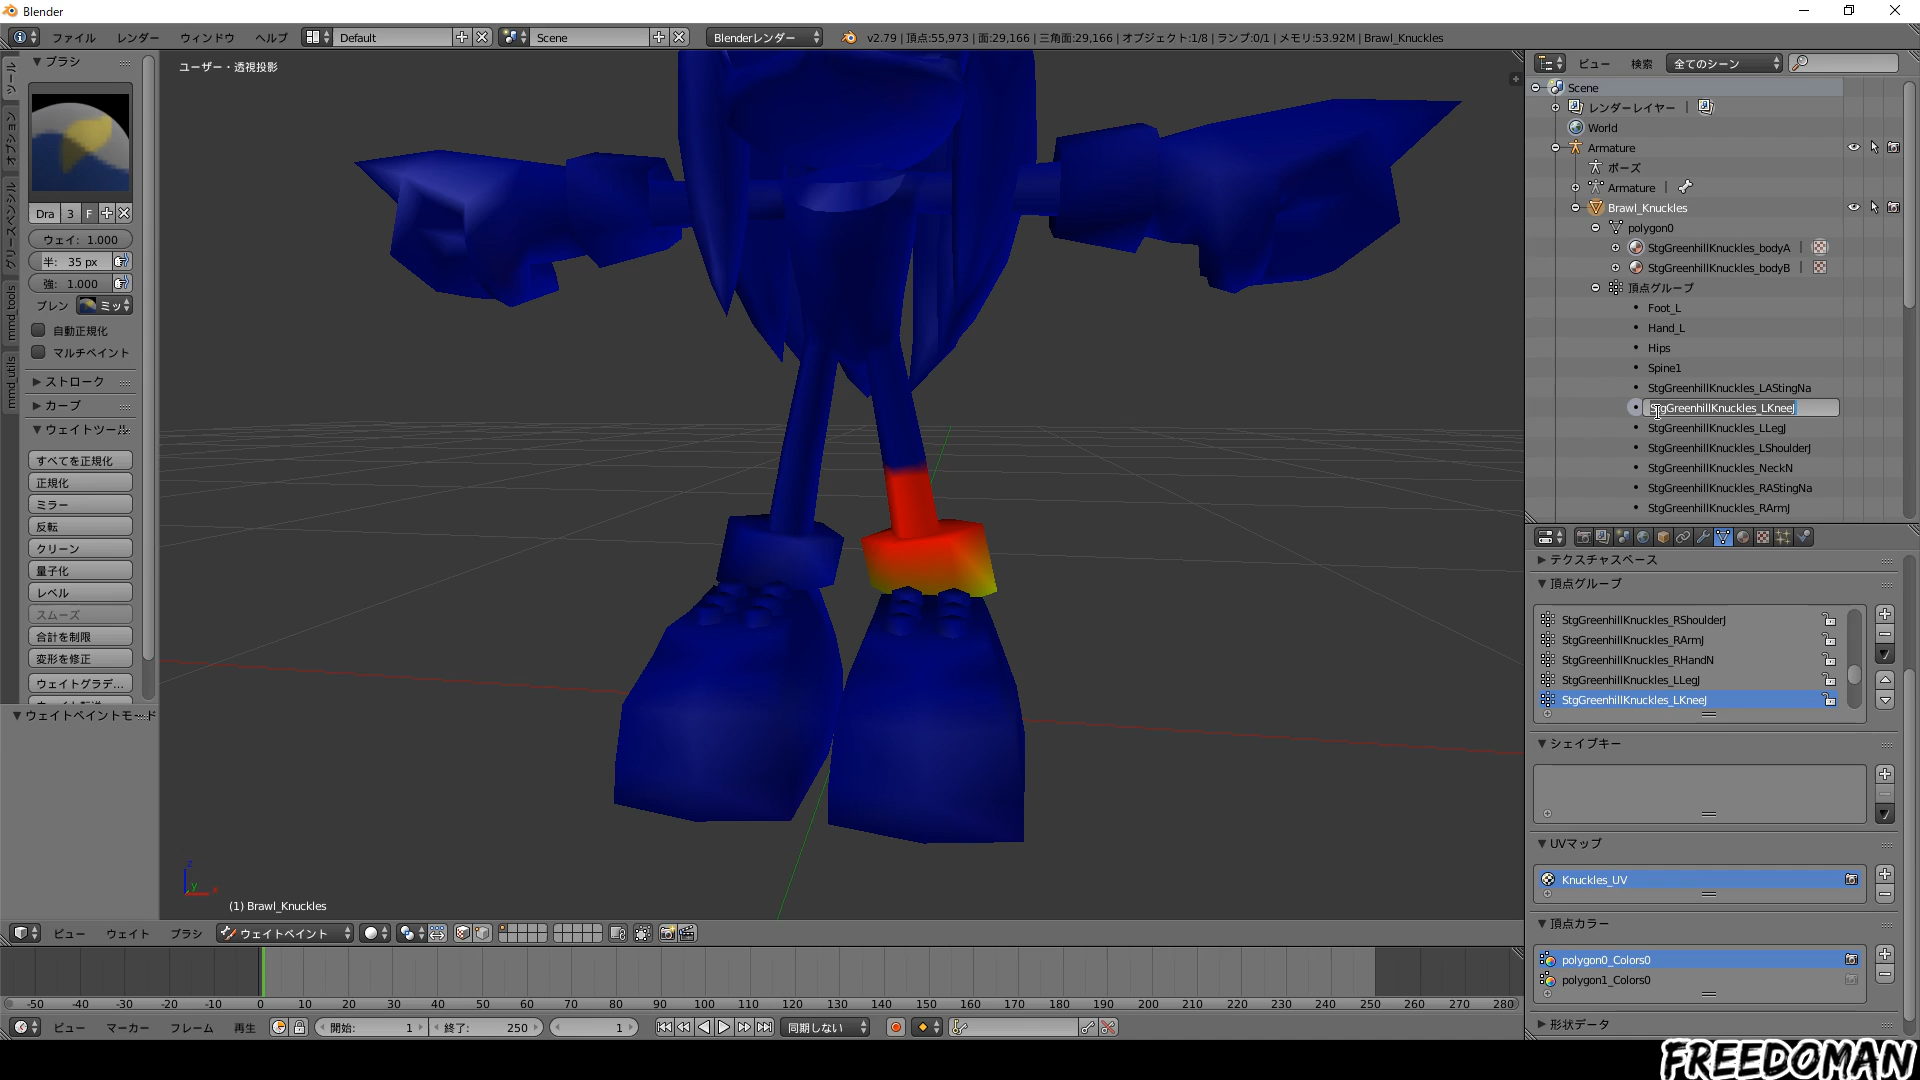 Blender
ファイル レンダー ウィンドウ ヘルプ Default Scene Blenderレンダー v2.79 | 頂点:55,973 | 面:29,166 | 三角面:29,166 | オブジェクト:1/8 | ランプ:0/1 | メモリ:53.92M | Brawl_Knuckles
ツール
オプション
グリースペンシル
mmd_tools
mmd_utils
ブラシ
Dra 3 F
ウェイ: 1.000
半: 35 px
強: 1.000
ブレン ミッ
自動正規化
マルチペイント
ストローク
カーブ
ウェイトツール
すべてを正規化
正規化
ミラー
反転
クリーン
量子化
レベル
スムーズ
合計を制限
変形を修正
ウェイトグラデ...
ウェイトペイントモード
ユーザー・透視投影
z
y
x
(1) Brawl_Knuckles
ビュー ウェイト ブラシ ウェイトペイント
-50 -40 -30 -20 -10 0 10 20 30 40 50 60 70 80 90 100 110 120 130 140 150 160 170 180 190 200 210 220 230 240 250 260 270 280
ビュー マーカー フレーム 再生 開始: 1 終了: 250 1 同期しない
ビュー 検索 全てのシーン
Scene
レンダーレイヤー |
World
Armature
ポーズ
Armature |
Brawl_Knuckles
polygon0
StgGreenhillKnuckles_bodyA |
StgGreenhillKnuckles_bodyB |
頂点グループ
Foot_L
Hand_L
Hips
Spine1
StgGreenhillKnuckles_LAStingNa
StgGreenhillKnuckles_LKneeJ
StgGreenhillKnuckles_LLegJ
StgGreenhillKnuckles_LShoulderJ
StgGreenhillKnuckles_NeckN
StgGreenhillKnuckles_RAStingNa
StgGreenhillKnuckles_RArmJ
テクスチャスペース
頂点グループ
StgGreenhillKnuckles_RShoulderJ
StgGreenhillKnuckles_RArmJ
StgGreenhillKnuckles_RHandN
StgGreenhillKnuckles_LLegJ
StgGreenhillKnuckles_LKneeJ
シェイプキー
UVマップ
Knuckles_UV
頂点カラー
polygon0_Colors0
polygon1_Colors0
形状データ
FREEDOMAN